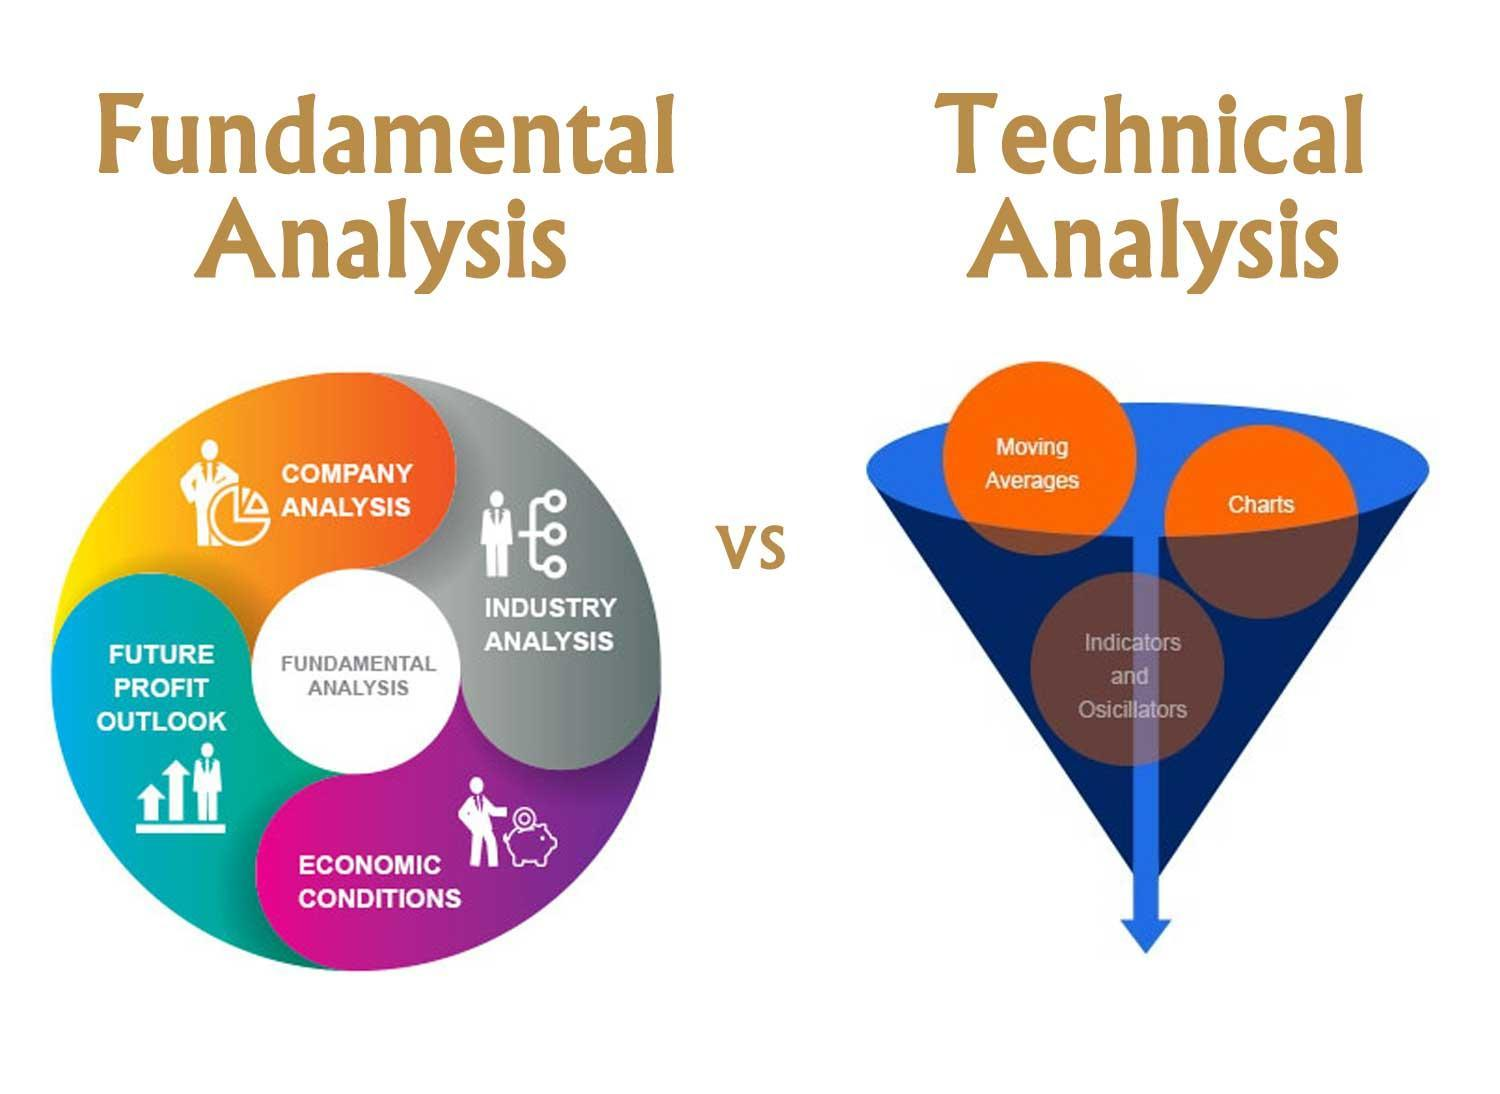 Fundamental
Analysis
COMPANY
ANALYSIS
INDUSTRY
ANALYSIS
FUTURE
PROFIT
OUTLOOK
FUNDAMENTAL
ANALYSIS
ECONOMIC
CONDITIONS
vs
Technical
Analysis
Moving
Averages
Charts
Indicators
and
Osicillators